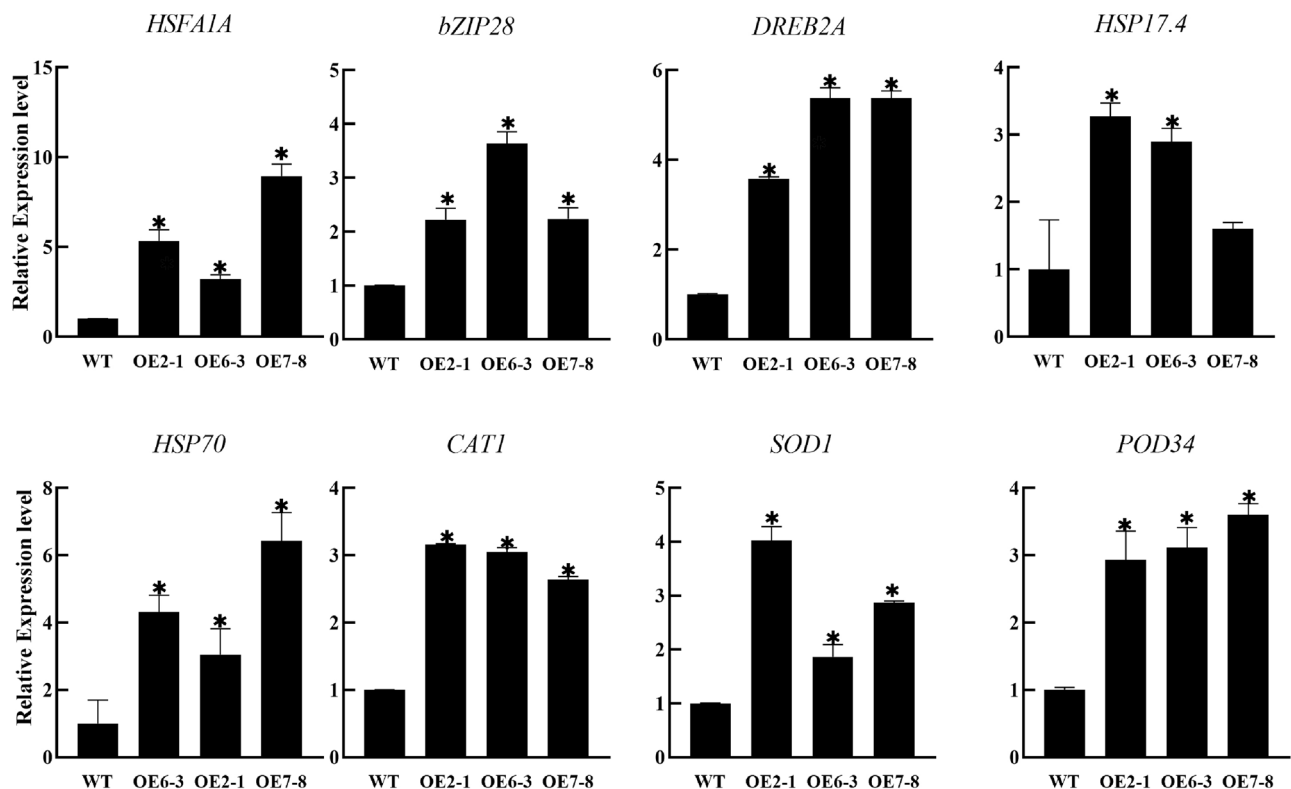 HSFA1A
bZIP28
DREB2A
HSP17.4
Relative Expression level
15
10
5
0
WT OE2-1 OE6-3 OE7-8
5
4
3
2
1
0
WT OE2-1 OE6-3 OE7-8
6
4
2
0
WT OE2-1 OE6-3 OE7-8
4
3
2
1
0
WT OE2-1 OE6-3 OE7-8
HSP70
CAT1
SOD1
POD34
Relative Expression level
8
6
4
2
0
WT OE6-3 OE2-1 OE7-8
4
3
2
1
0
WT OE2-1 OE6-3 OE7-8
5
4
3
2
1
0
WT OE2-1 OE6-3 OE7-8
4
3
2
1
0
WT OE2-1 OE6-3 OE7-8